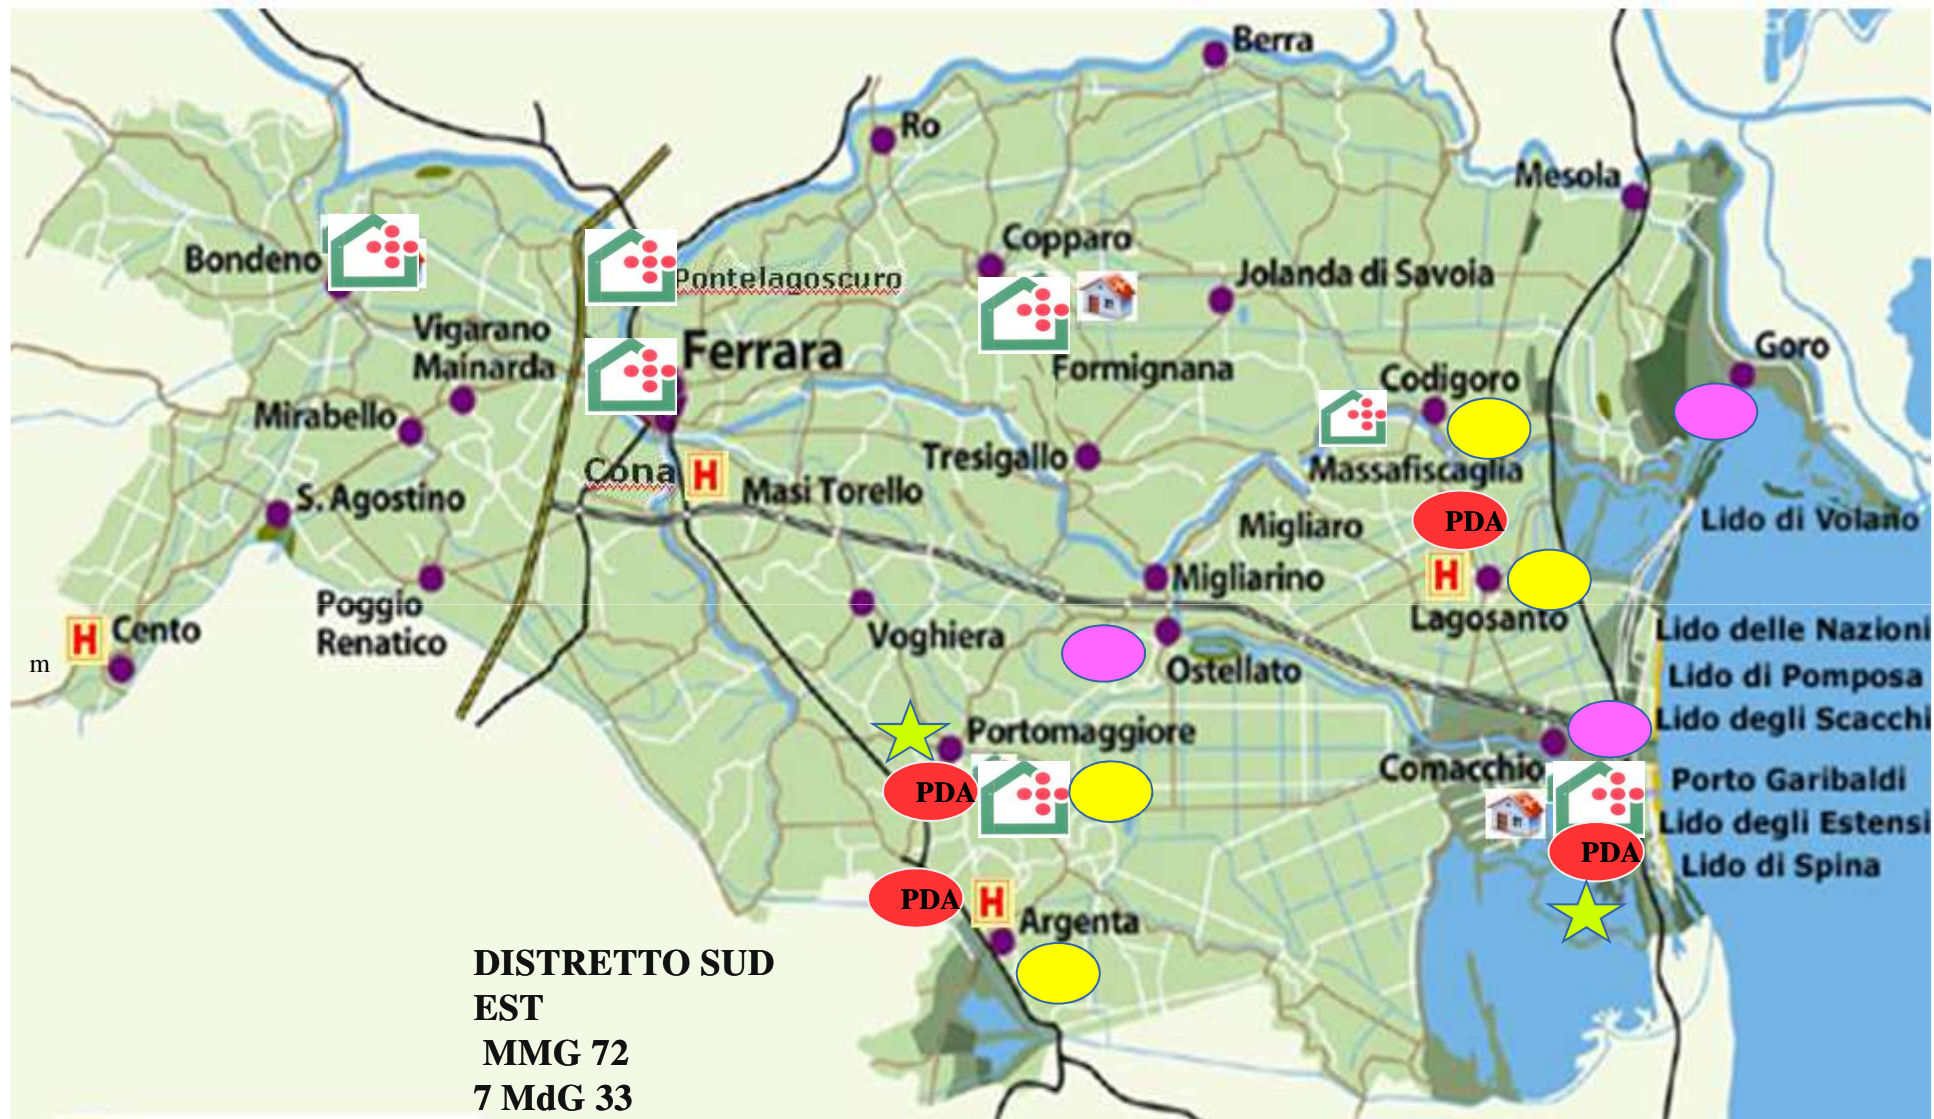 Berra
Ro
Mesola
Copparo
Bondeno
Pontelagoscuro
Jolanda di Savoia
Vigarano
Mainarda
Ferrara
Goro
Formignana
Codigoro
Mirabello
Tresigallo
Cona
H
Massafiscaglia
Masi Torello
S. Agostino
PDA
Lido di Volano
Migliaro
H
Migliarino
Poggio
Renatico
Lagosanto
H
Cento
Voghiera
Lido delle Nazioni
m
Ostellato
Lido di Pomposa
Portomaggiore
Lido degli Scacchi
Comacchio
Porto Garibaldi
PDA
Lido degli Estensi
PDA
Lido di Spina
PDA
H
Argenta
DISTRETTO SUD
EST
MMG 72
7 MdG 33